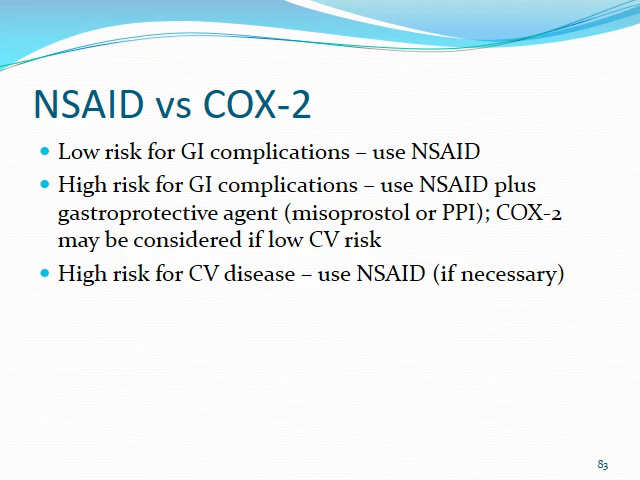 NSAID vs COX-2
• Low risk for GI complications – use NSAID
• High risk for GI complications – use NSAID plus
gastroprotective agent (misoprostol or PPI); COX-2
may be considered if low CV risk
• High risk for CV disease – use NSAID (if necessary)
83